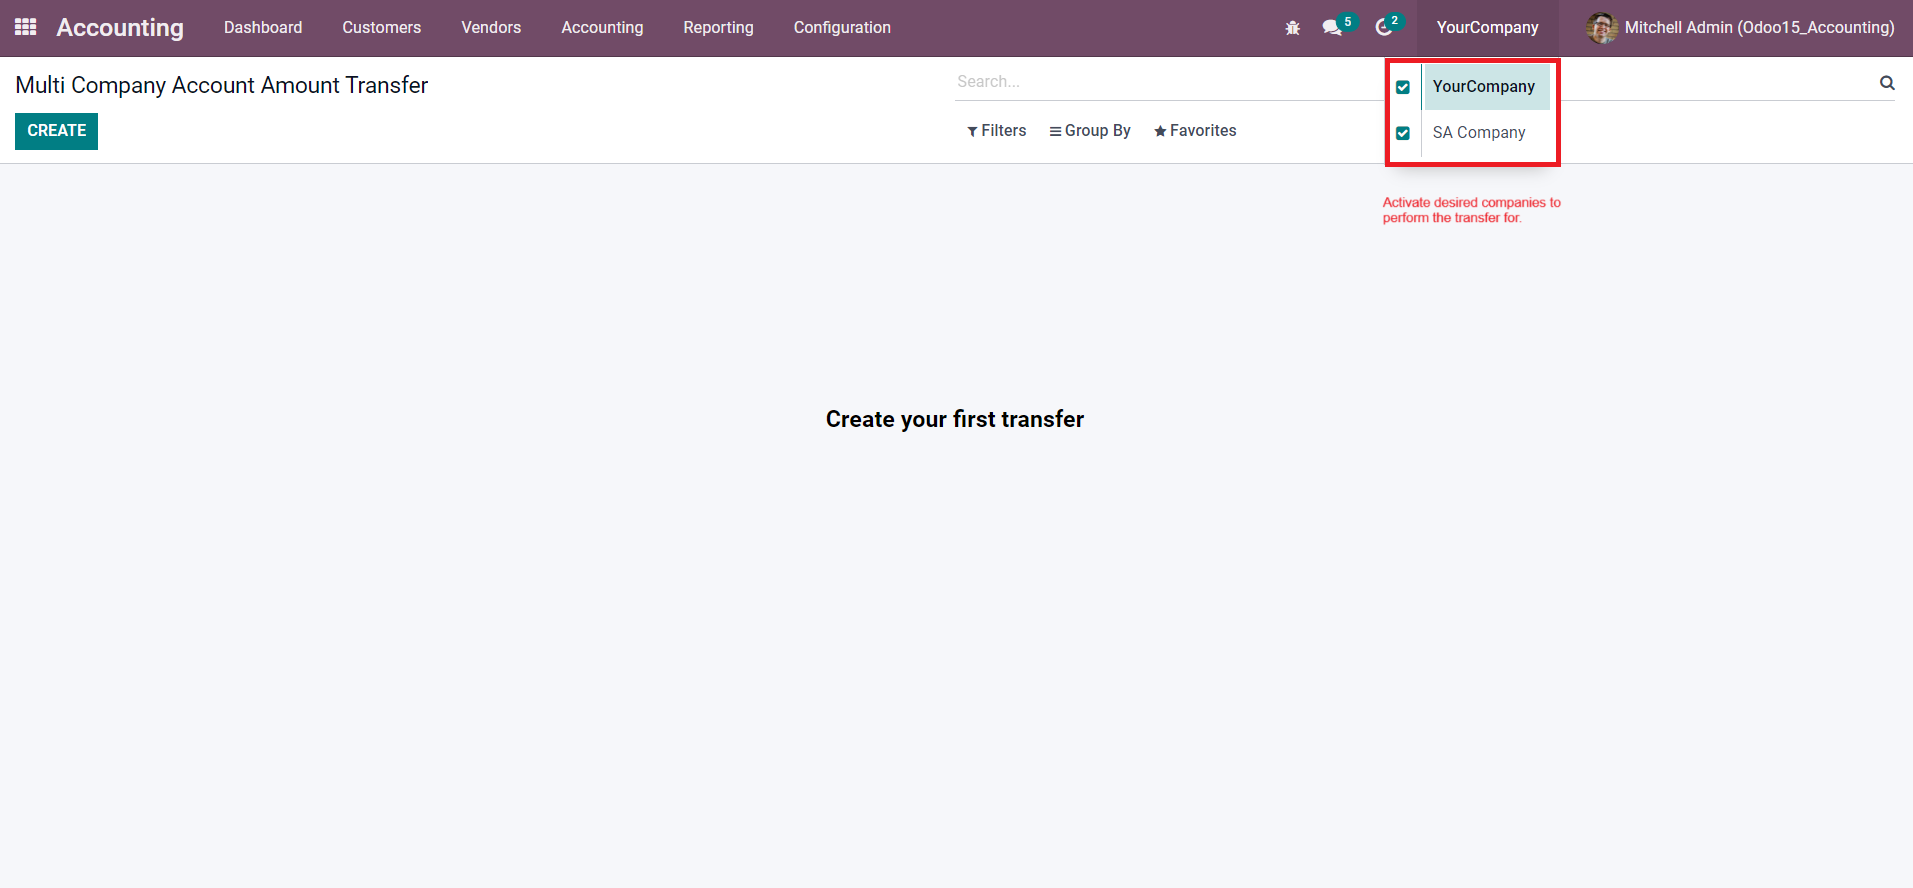 Accounting Dashboard Customers Vendors Accounting Reporting Configuration 5 2 YourCompany Mitchell Admin (Odoo15_Accounting)
Multi Company Account Amount Transfer
Search...
YourCompany
CREATE
Filters Group By Favorites
SA Company
Activate desired companies to
perform the transfer for.
Create your first transfer